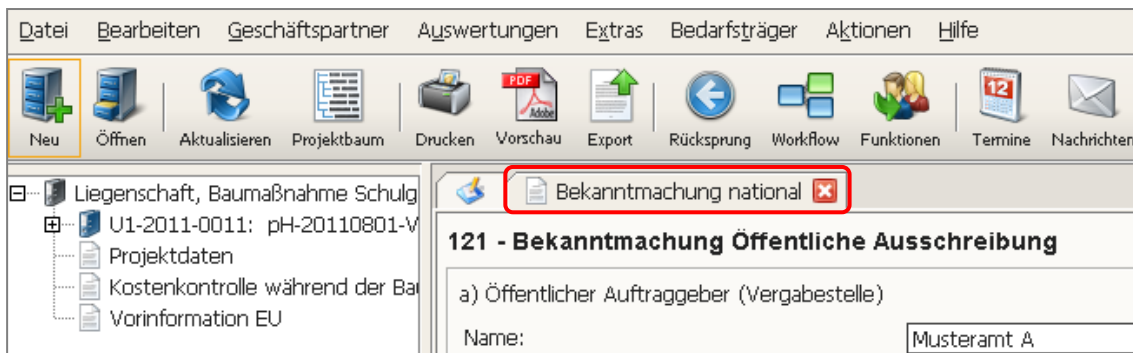 Datei Bearbeiten Geschäftspartner Auswertungen Extras Bedarfsträger Aktionen Hilfe
12
PDF
Adobe
Neu Öffnen Aktualisieren Projektbaum Drucken Vorschau Export Rücksprung Workflow Funktionen Termine Nachrichten
Liegenschaft, Baumaßnahme Schulg
U1-2011-0011: pH-20110801-V
Projektdaten
Kostenkontrolle während der Bau
Vorinformation EU
Bekanntmachung national
121 - Bekanntmachung Öffentliche Ausschreibung
a) Öffentlicher Auftraggeber (Vergabestelle)
Name: Musteramt A